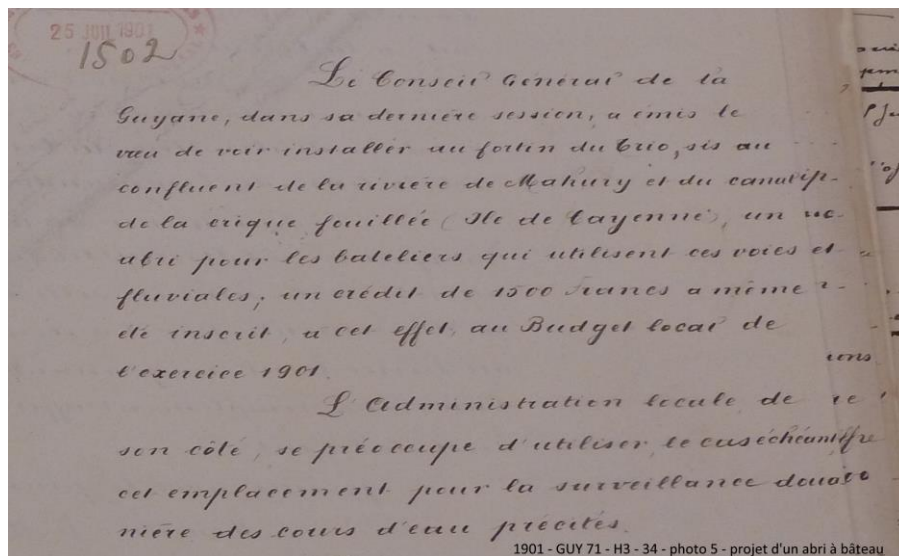 25 JUIL 1901
1502
Le Conseil Général de la
Guyane, dans sa dernière session, a émis le
vœu de voir installer au fortin du Trio, sis au
confluent de la rivière de Mahury et du canal
de la crique fouillée (Ile de Cayenne), un
abri pour les bateliers qui utilisent ces voies
fluviales; un crédit de 1500 francs a même
été inscrit, à cet effet, au Budget local de
l'exercice 1901.
ions
L'Administration locale de
son côté, se préoccupe d'utiliser, le cas échéant,
cet emplacement pour la surveillance doua-
nière des cours d'eau précités.
1901 - GUY 71 - H3 - 34 - photo 5 - projet d'un abri à bâteau